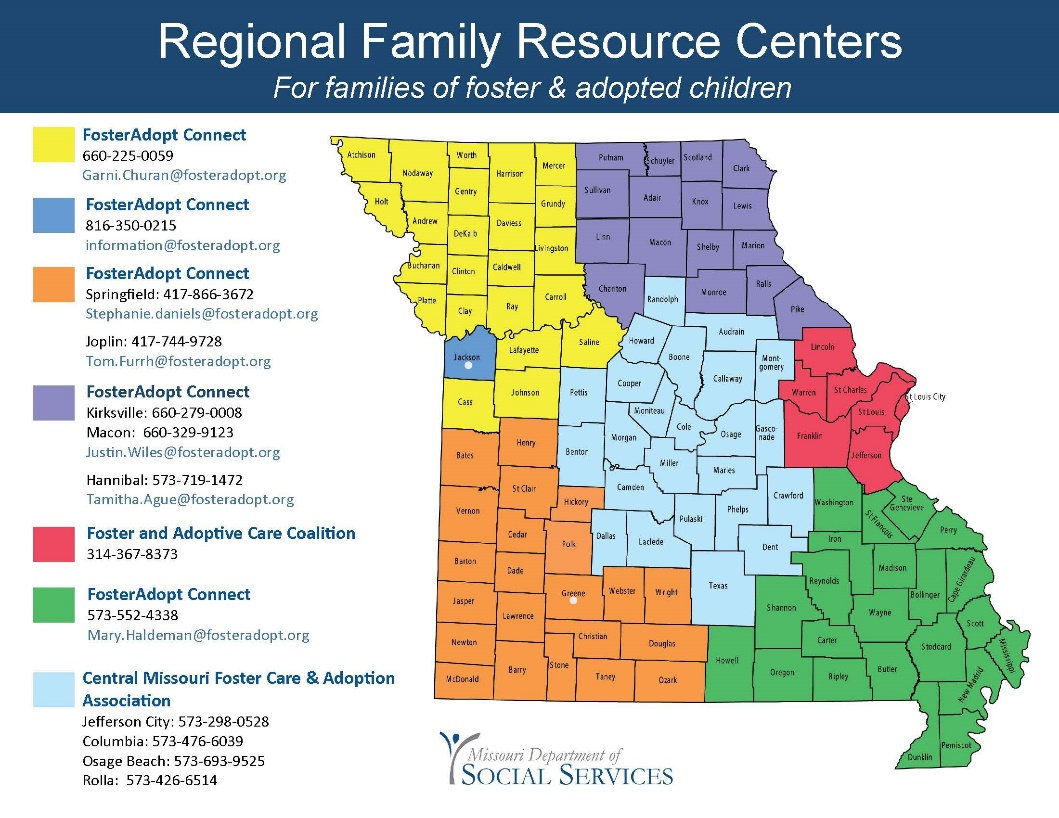 Regional Family Resource Centers
For families of foster & adopted children
FosterAdopt Connect
660-225-0059
Garni.Churan@fosteradopt.org
FosterAdopt Connect
816-350-0215
information@fosteradopt.org
FosterAdopt Connect
Springfield: 417-866-3672
Stephanie.daniels@fosteradopt.org
Joplin: 417-744-9728
Tom.Furrh@fosteradopt.org
FosterAdopt Connect
Kirksville: 660-279-0008
Macon: 660-329-9123
Justin.Wiles@fosteradopt.org
Hannibal: 573-719-1472
Tamitha.Ague@fosteradopt.org
Foster and Adoptive Care Coalition
314-367-8373
FosterAdopt Connect
573-552-4338
Mary.Haldeman@fosteradopt.org
Central Missouri Foster Care & Adoption
Association
Jefferson City: 573-298-0528
Columbia: 573-476-6039
Osage Beach: 573-693-9525
Rolla: 573-426-6514
Atchison
Nodaway
Worth
Harrison
Mercer
Putnam
Schuyler
Scotland
Clark
Holt
Gentry
Sullivan
Adair
Knox
Lewis
Andrew
DeKalb
Daviess
Grundy
Livingston
Linn
Macon
Shelby
Marion
Buchanan
Clinton
Caldwell
Chariton
Randolph
Monroe
Ralls
Platte
Clay
Ray
Carroll
Pike
Jackson
Lafayette
Saline
Howard
Boone
Audrain
Callaway
Mont-
gomery
Lincoln
Warren
St Charles
St Louis City
St Louis
Cass
Johnson
Pettis
Cooper
Moniteau
Cole
Osage
Gasco-
nade
Franklin
Jefferson
Bates
Henry
Benton
Morgan
Miller
Maries
St Clair
Hickory
Camden
Pulaski
Phelps
Crawford
Washington
St Francois
Ste
Genevieve
Perry
Vernon
Cedar
Polk
Dallas
Laclede
Dent
Iron
Madison
Cape Girardeau
Barton
Dade
Greene
Webster
Wright
Texas
Shannon
Reynolds
Wayne
Bollinger
Scott
Jasper
Lawrence
Christian
Douglas
Howell
Carter
Stoddard
Mississippi
Newton
McDonald
Barry
Stone
Taney
Ozark
Oregon
Ripley
Butler
New Madrid
Dunklin
Pemiscot
Missouri Department of
SOCIAL SERVICES